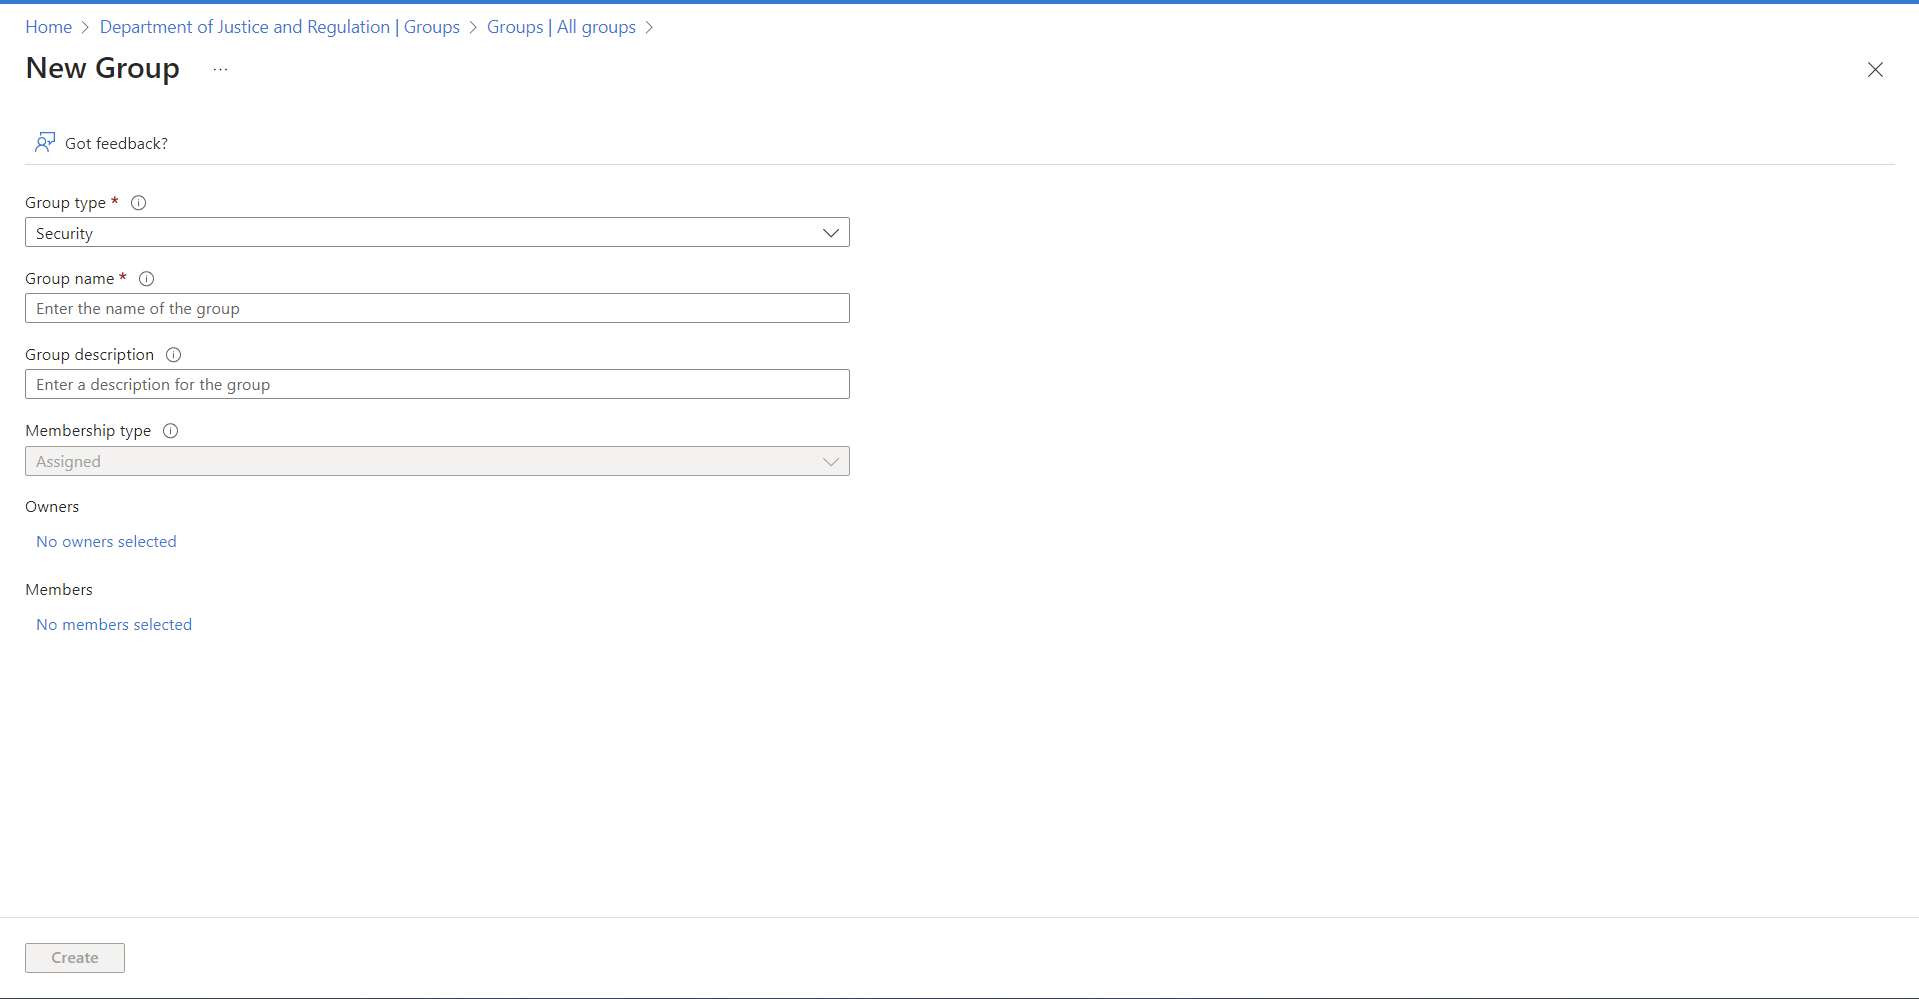 Home > Department of Justice and Regulation | Groups > Groups | All groups >
New Group ...
Got feedback?
Group type *
Security
Group name *
Enter the name of the group
Group description
Enter a description for the group
Membership type
Assigned
Owners
No owners selected
Members
No members selected
Create